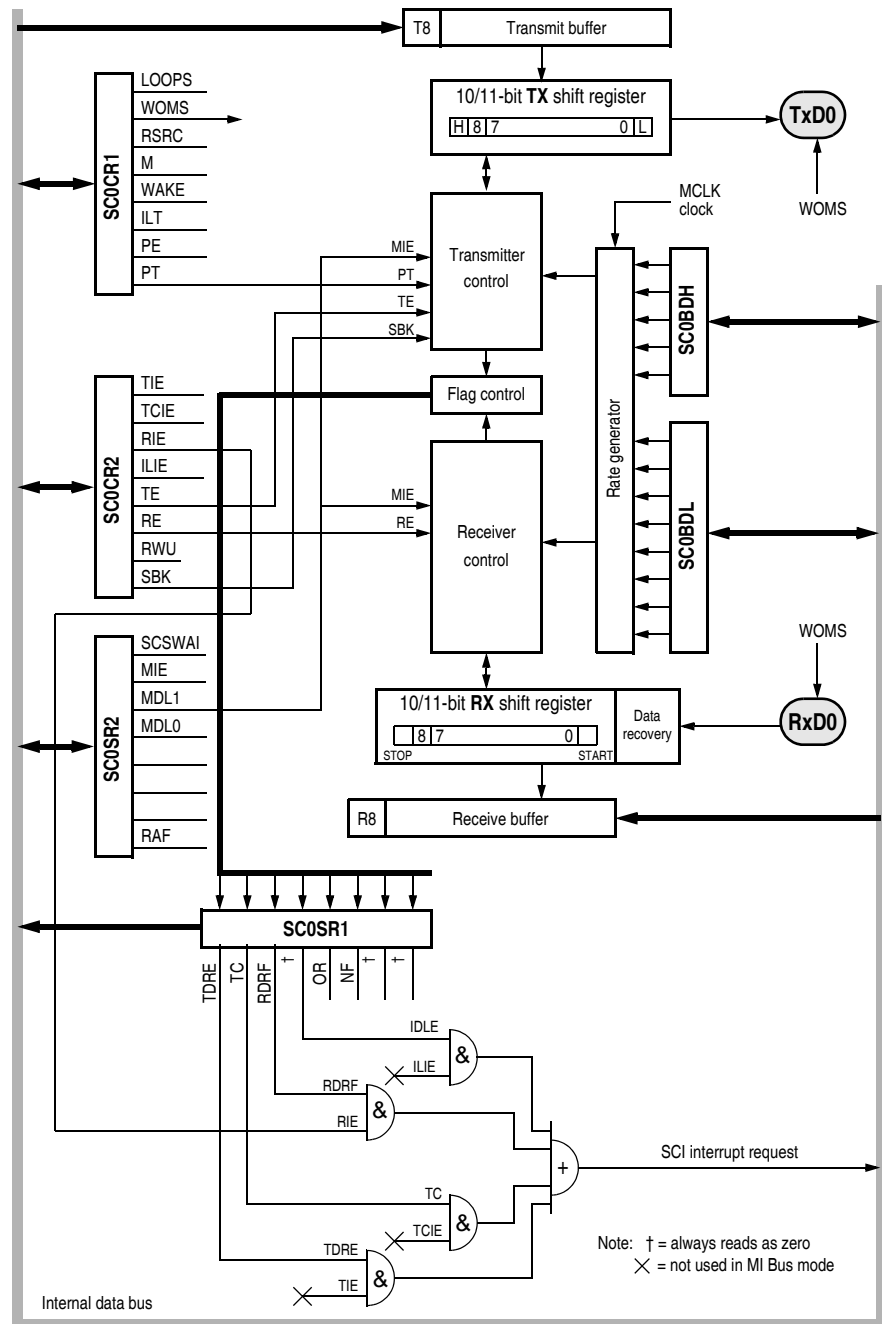 T8 Transmit buffer
10/11-bit TX shift register
H 8 7 0 L
TxD0
WOMS
MCLK
clock
SC0CR1
LOOPS
WOMS
RSRC
M
WAKE
ILT
PE
PT
MIE
PT
TE
SBK
Transmitter
control
Rate generator
SC0BDH
Flag control
SC0CR2
TIE
TCIE
RIE
ILIE
TE
RE
RWU
SBK
MIE
RE
Receiver
control
SC0BDL
WOMS
SC0SR2
SCSWAI
MIE
MDL1
MDL0
RAF
10/11-bit RX shift register
8 7 0
STOP START
Data
recovery
RxD0
R8 Receive buffer
SC0SR1
TDRE
TC
RDRF
†
OR
NF
†
†
IDLE
ILIE
&
RDRF
RIE
&
TC
TCIE
&
TDRE
TIE
&
+
SCI interrupt request
Note: † = always reads as zero
= not used in MI Bus mode
Internal data bus